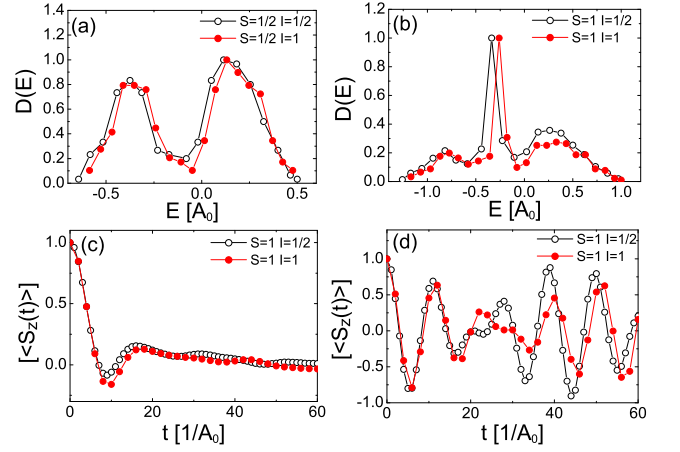 (a)
S=1/2 I=1/2
S=1/2 I=1
D(E)
1.4
1.2
1.0
0.8
0.6
0.4
0.2
0.0
-0.5
0.0
0.5
E [A₀]
(b)
S=1 I=1/2
S=1 I=1
D(E)
1.2
1.0
0.8
0.6
0.4
0.2
0.0
-1.0
-0.5
0.0
0.5
1.0
E [A₀]
(c)
S=1 I=1/2
S=1 I=1
[<S_z(t)>]
1.0
0.5
0.0
0
20
40
60
t [1/A₀]
(d)
S=1 I=1/2
S=1 I=1
[<S_z(t)>]
1.0
0.5
0.0
-0.5
-1.0
0
10
20
30
40
50
60
t [1/A₀]